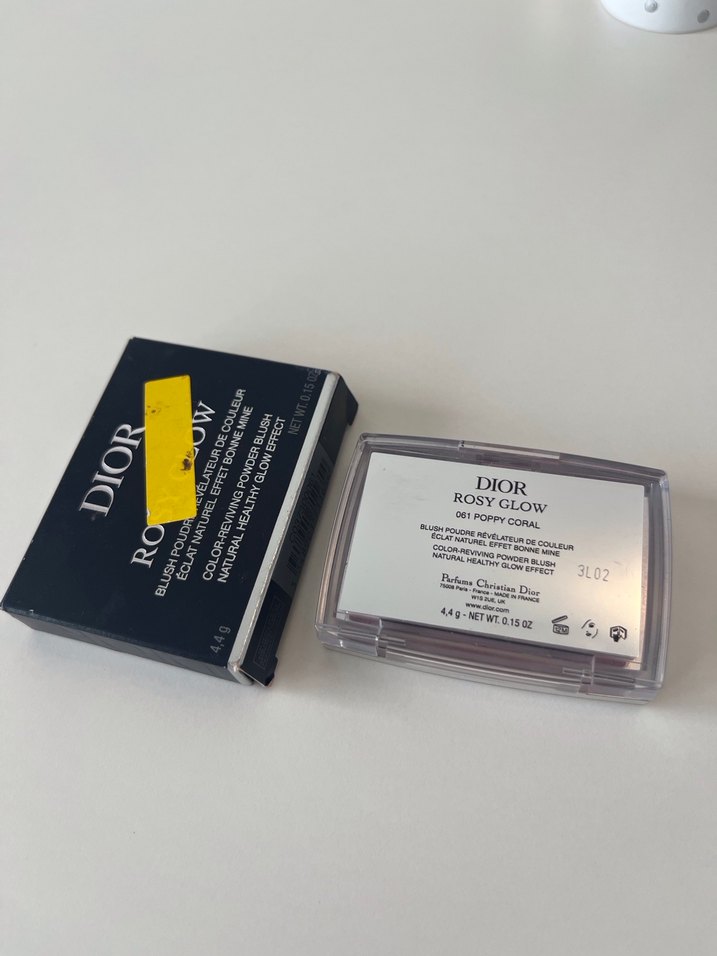 DIOR
ROSY GLOW
BLUSH POUDRE RÉVÉLATEUR DE COULEUR
ÉCLAT NATUREL EFFET BONNE MINE
COLOR-REVIVING POWDER BLUSH
NATURAL HEALTHY GLOW EFFECT
4,4 g
NET WT. 0.15 OZ
DIOR
ROSY GLOW
061 POPPY CORAL
BLUSH POUDRE RÉVÉLATEUR DE COULEUR
ÉCLAT NATUREL EFFET BONNE MINE
COLOR-REVIVING POWDER BLUSH
NATURAL HEALTHY GLOW EFFECT
3L02
Parfums Christian Dior
75008 Paris - France - MADE IN FRANCE
W1S 2UE, UK
www.dior.com
4,4 g - NET WT. 0.15 OZ